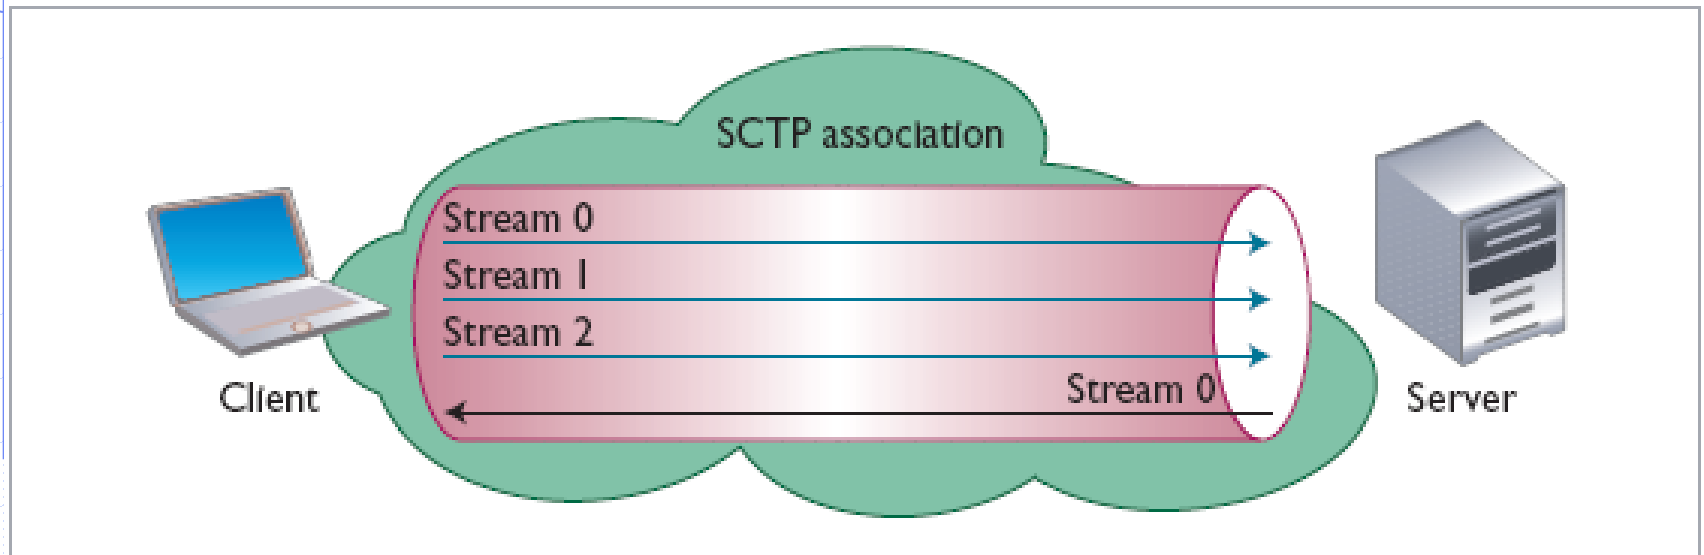 SCTP association
Stream 0
Stream 1
Stream 2
Stream 0
Client
Server